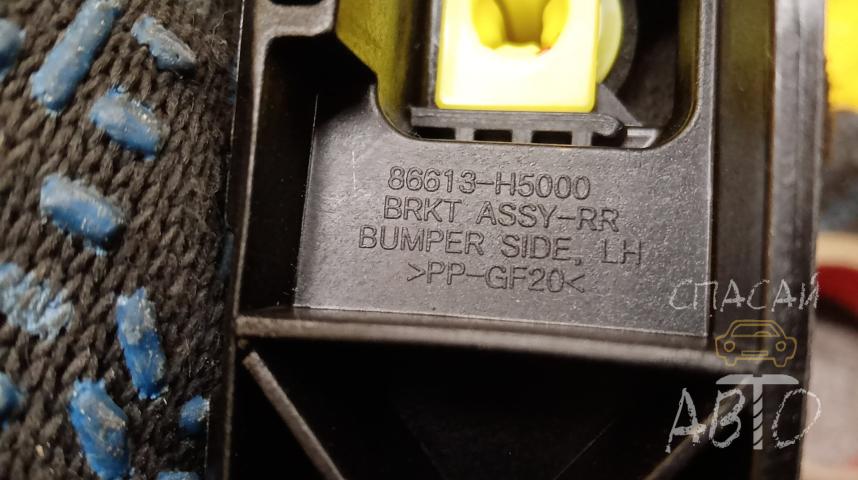 86613-H5000
BRKT ASSY-RR
BUMPER SIDE, LH
>PP-GF20<
СПАСАЙ
АВТО